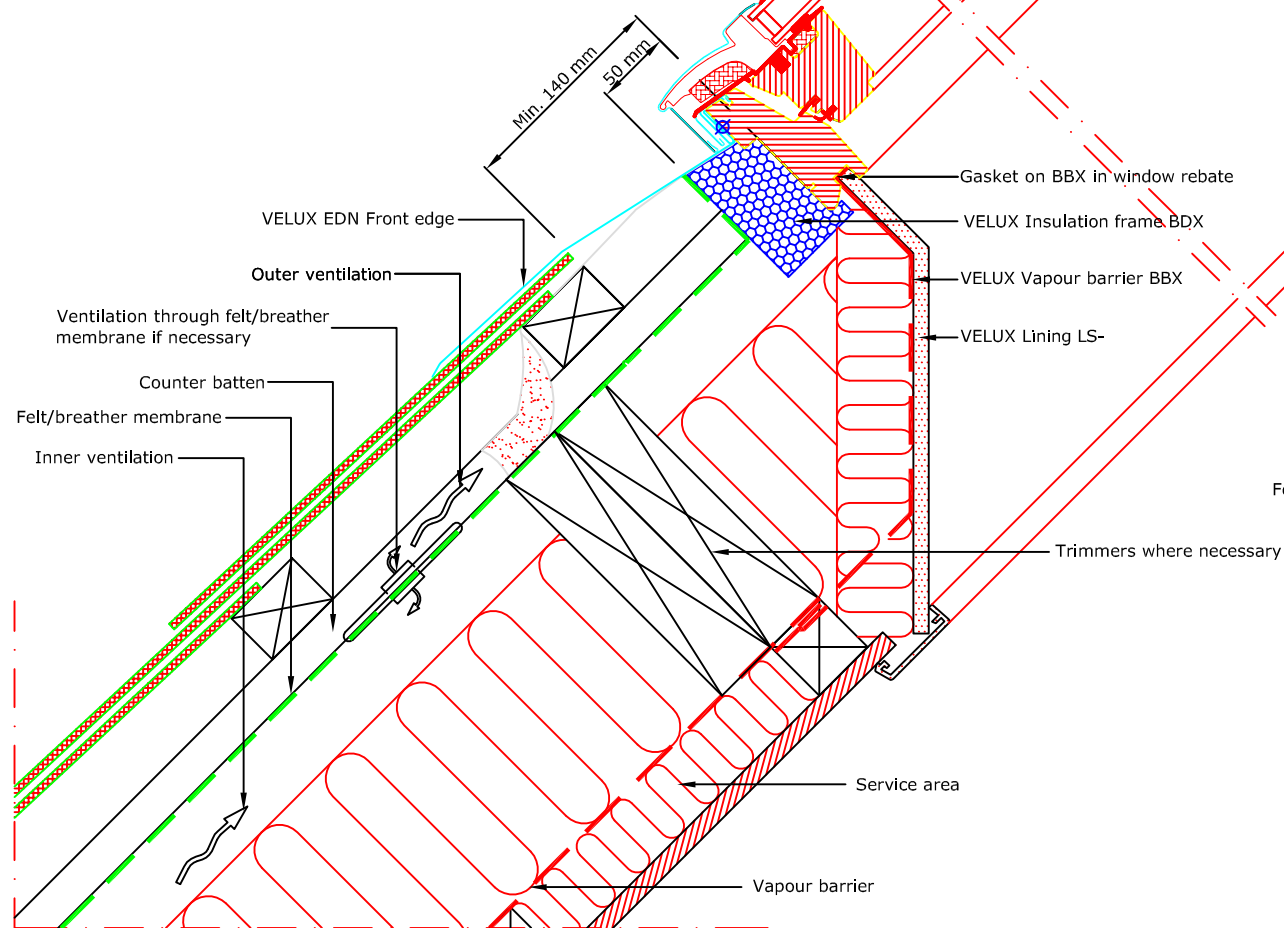 Min. 140 mm
50 mm
Gasket on BBX in window rebate
VELUX EDN Front edge
VELUX Insulation frame BDX
Outer ventilation
VELUX Vapour barrier BBX
Ventilation through felt/breather
membrane if necessary
VELUX Lining LS-
Counter batten
Felt/breather membrane
Inner ventilation
Trimmers where necessary
Service area
Vapour barrier